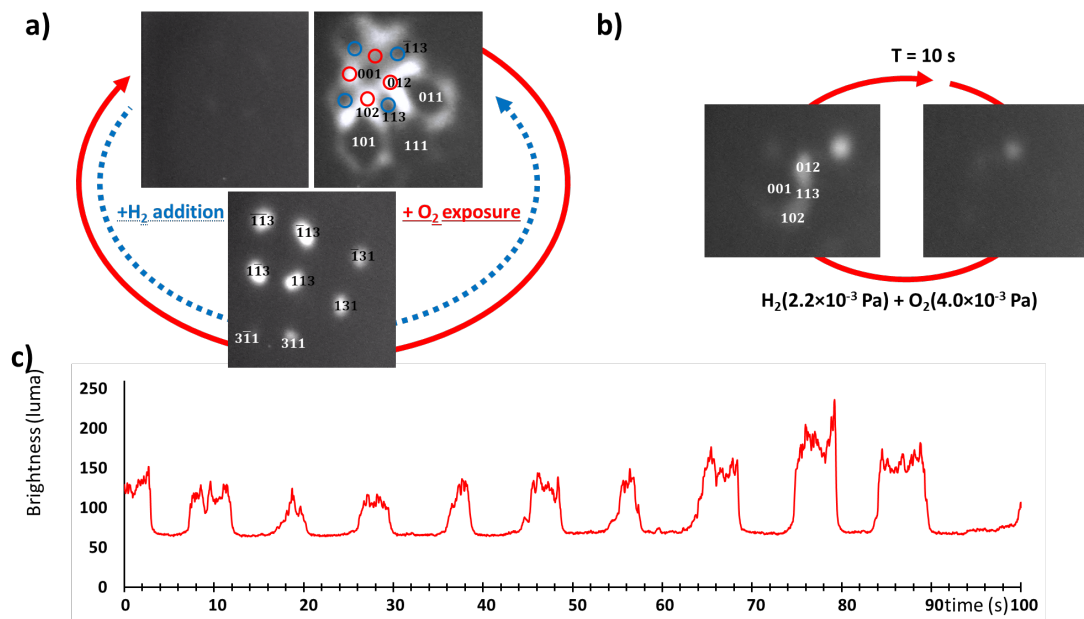 a)
b)
T = 10 s
1̄13
001
012
011
102
113
101
111
+H₂ addition
+ O₂ exposure
1̄1̄3
1̄13
1̄31
11̄3
113
131
31̄1
311
012
001
113
102
H₂(2.2×10⁻³ Pa) + O₂(4.0×10⁻³ Pa)
c)
Brightness (luma)
250
200
150
100
50
0
0 10 20 30 40 50 60 70 80 90 time (s) 100